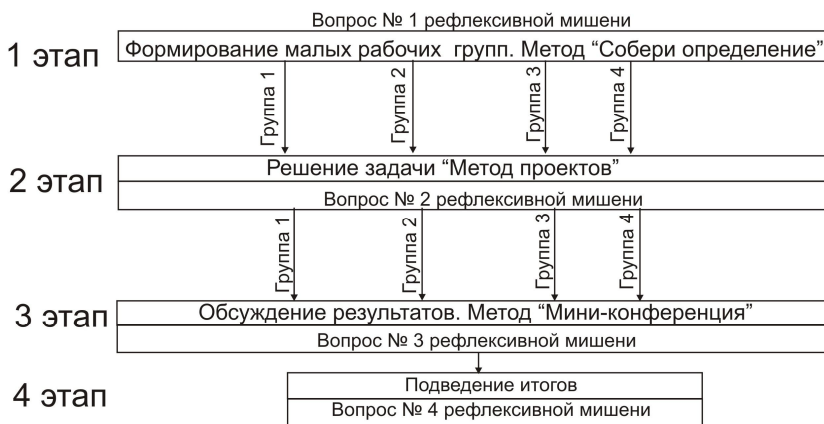 Вопрос № 1 рефлексивной мишени
1 этап
Формирование малых рабочих групп. Метод “Собери определение”
Группа 1
Группа 2
Группа 3
Группа 4
2 этап
Решение задачи “Метод проектов”
Вопрос № 2 рефлексивной мишени
Группа 1
Группа 2
Группа 3
Группа 4
3 этап
Обсуждение результатов. Метод “Мини-конференция”
Вопрос № 3 рефлексивной мишени
4 этап
Подведение итогов
Вопрос № 4 рефлексивной мишени